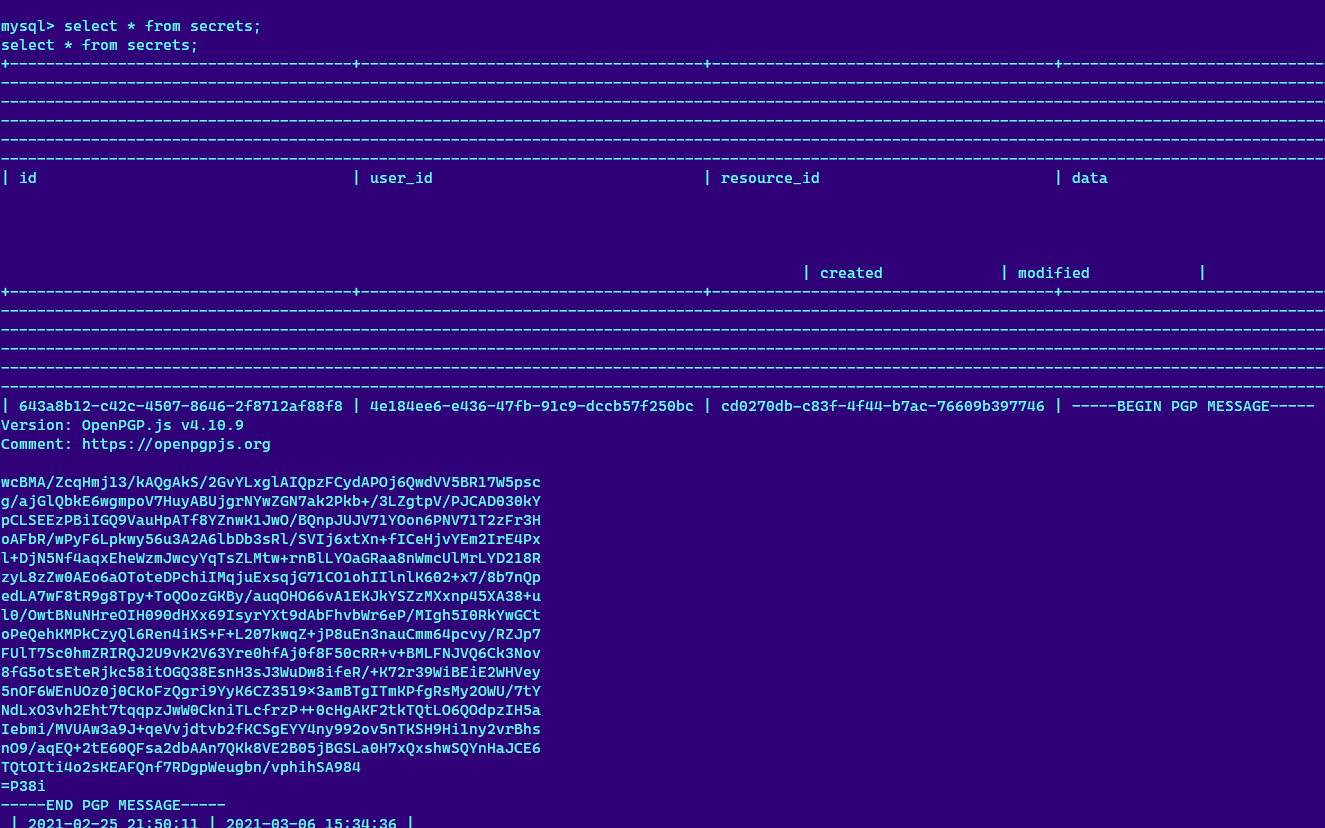 mysql> select * from secrets;
select * from secrets;
+--------------------------------------+--------------------------------------+--------------------------------------+-----------------------------
| id | user_id | resource_id | data
| created | modified |
+--------------------------------------+--------------------------------------+--------------------------------------+-----------------------------
| 643a8b12-c42c-4507-8646-2f8712af88f8 | 4e184ee6-e436-47fb-91c9-dccb57f250bc | cd0270db-c83f-4f44-b7ac-76609b397746 | -----BEGIN PGP MESSAGE-----
Version: OpenPGP.js v4.10.9
Comment: https://openpgpjs.org
wcBMA/ZcqHmj13/kAQgAkS/2GvYLxglAIQpzFCydAPOj6QwdVV5BR17W5psc
g/ajGlQbkE6wgmpoV7HuyABUjgrNYwZGN7ak2Pkb+/3LZgtpV/PJCAD030kY
pCLSEEzPBiIGQ9VauHpATf8YZnwK1JwO/BQnpJUJV71YOon6PNV71T2zFr3H
oAFbR/wPyF6Lpkwy56u3A2A6lbDb3sRl/SVIj6xtXn+fICeHjvYEm2IrE4Px
l+DjN5Nf4aqxEheWzmJwcyYqTsZLMtw+rnBlLYOaGRaa8nWmcUlMrLYD218R
zyL8zZw0AEo6aOToteDPchiIMqjuExsqjG71CO1ohIIlnlK602+x7/8b7nQp
edLA7wF8tR9g8Tpy+ToQOozGKBy/auqOHO66vA1EKJkYSZzMXxnp45XA38+u
l0/OwtBNuNHreOIH090dHXx69IsyrYXt9dAbFhvbWr6eP/MIgh5I0RkYwGCt
oPeQehKMPkCzyQl6Ren4iKS+F+L207kwqZ+jP8uEn3nauCmm64pcvy/RZJp7
FUlT7Sc0hmZRIRQJ2U9vK2V63Yre0hfAj0f8F50cRR+v+BMLFNJVQ6Ck3Nov
8fG5otsEteRjkc58itOGQ38EsnH3sJ3WuDw8ifeR/+K72r39WiBEiE2WHVey
5nOF6WEnUOz0j0CKoFzQgri9YyK6CZ3519×3amBTgITmKPfgRsMy2OWU/7tY
NdLxO3vh2Eht7tqqpzJwW0CkniTLcfrzP++0cHgAKF2tkTQtLO6QOdpzIH5a
Iebmi/MVUAw3a9J+qeVvjdtvb2fKCSgEYY4ny992ov5nTKSH9Hi1ny2vrBhs
nO9/aqEQ+2tE60QFsa2dbAAn7QKk8VE2B05jBGSLa0H7xQxshwSQYnHaJCE6
TQtOIti4o2sKEAFQnf7RDgpWeugbn/vphihSA984
=P38i
-----END PGP MESSAGE-----
| 2021-02-25 21:50:11 | 2021-03-06 15:34:36 |